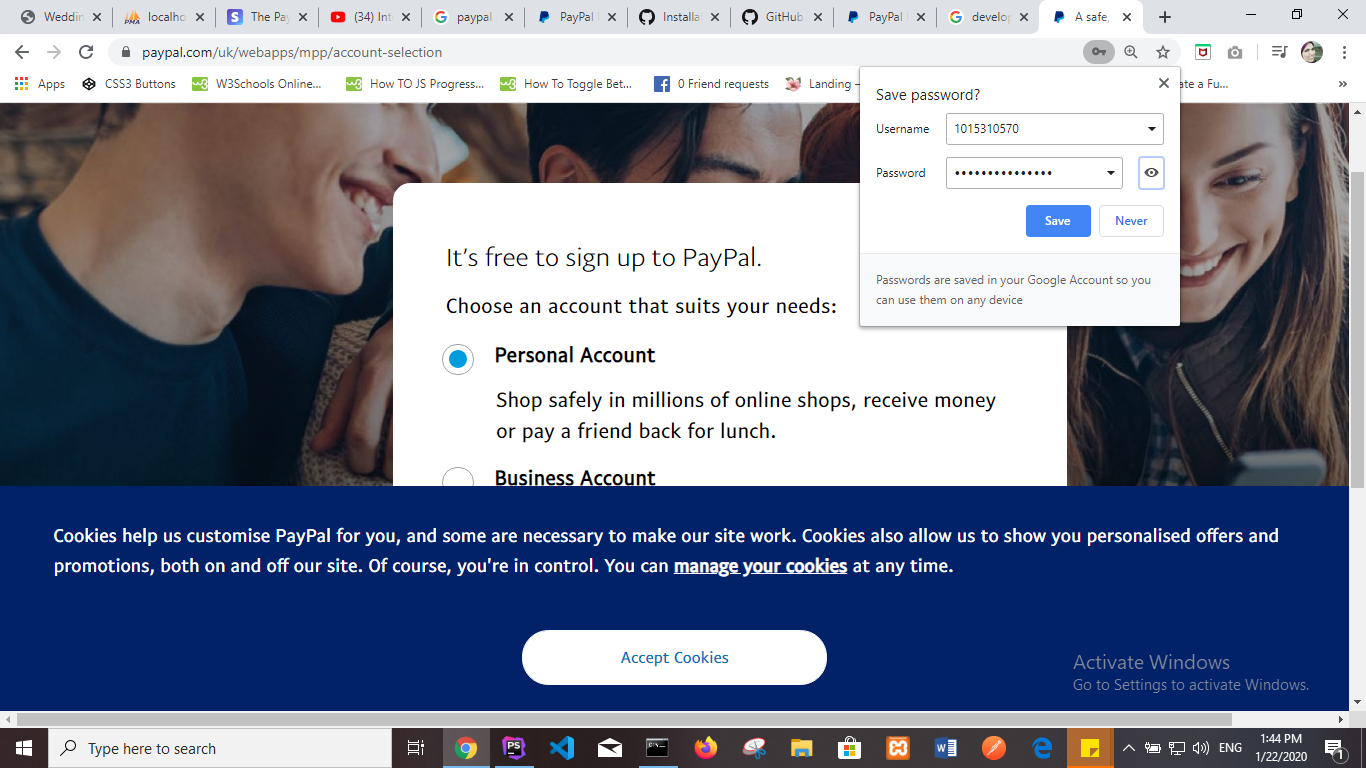 Weddin
localho
The Pay
(34) Int
paypal
PayPal
Installa
GitHub
PayPal
develop
A safe,
paypal.com/uk/webapps/mpp/account-selection
Apps
CSS3 Buttons
W3Schools Online...
How TO JS Progress...
How To Toggle Bet...
0 Friend requests
Landing –
ate a Fu...
Save password?
Username
1015310570
Password
•••••••••••••••
Save
Never
Passwords are saved in your Google Account so you
can use them on any device
It's free to sign up to PayPal.
Choose an account that suits your needs:
Personal Account
Shop safely in millions of online shops, receive money
or pay a friend back for lunch.
Business Account
Cookies help us customise PayPal for you, and some are necessary to make our site work. Cookies also allow us to show you personalised offers and
promotions, both on and off our site. Of course, you're in control. You can manage your cookies at any time.
Accept Cookies
Activate Windows
Go to Settings to activate Windows.
Type here to search
ENG
1:44 PM
1/22/2020
1